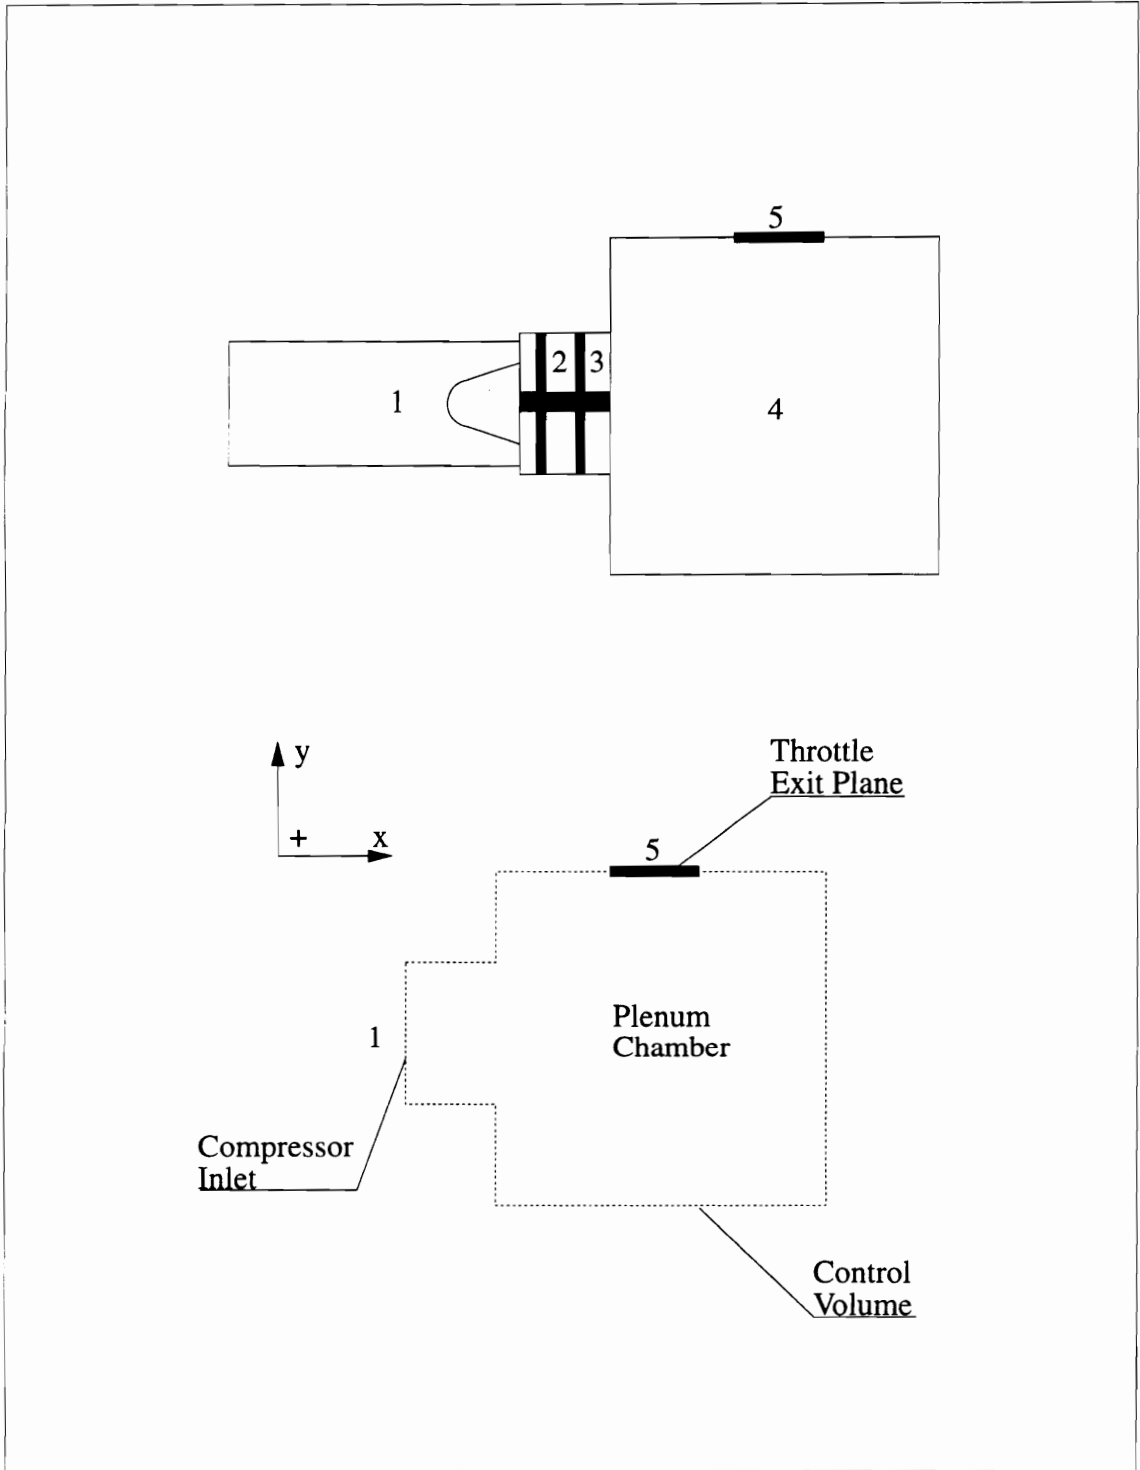 5
2 3
1
4
y
Throttle
Exit Plane
+ x
5
Plenum
Chamber
1
Compressor
Inlet
Control
Volume